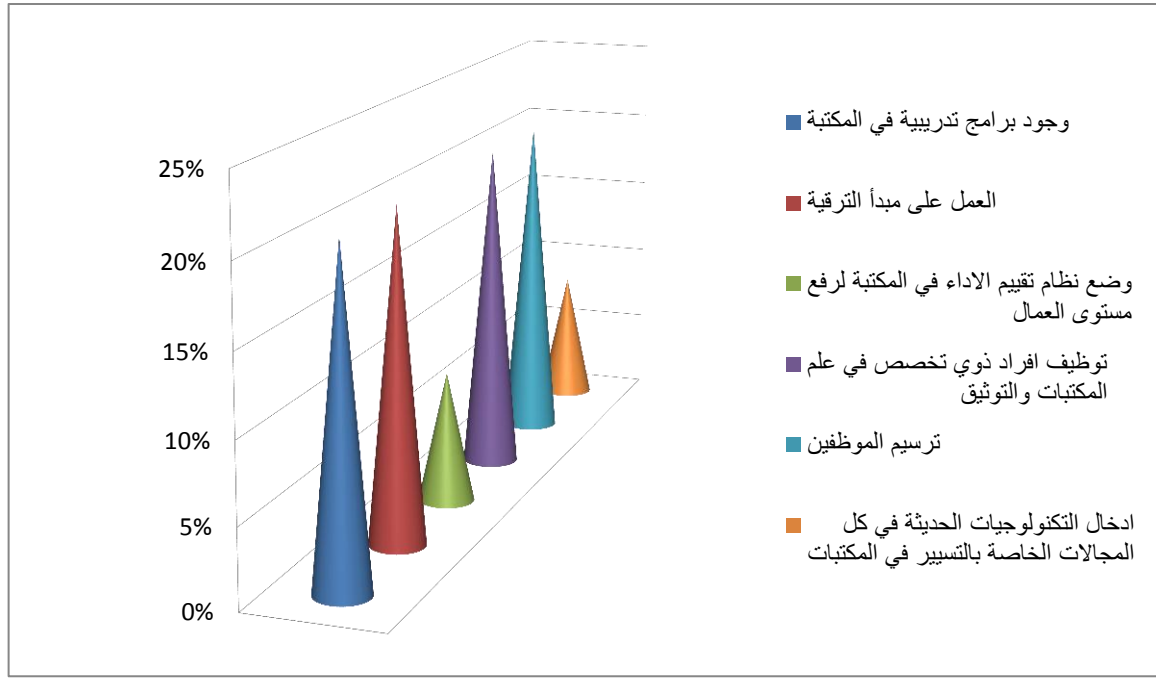 25%
20%
15%
10%
5%
0%
وجود برامج تدريبية في المكتبة
العمل على مبدأ الترقية
وضع نظام تقييم الاداء في المكتبة لرفع
مستوى العمال
توظيف افراد ذوي تخصص في علم
المكتبات والتوثيق
ترسيم الموظفين
ادخال التكنولوجيات الحديثة في كل
المجالات الخاصة بالتسيير في المكتبات